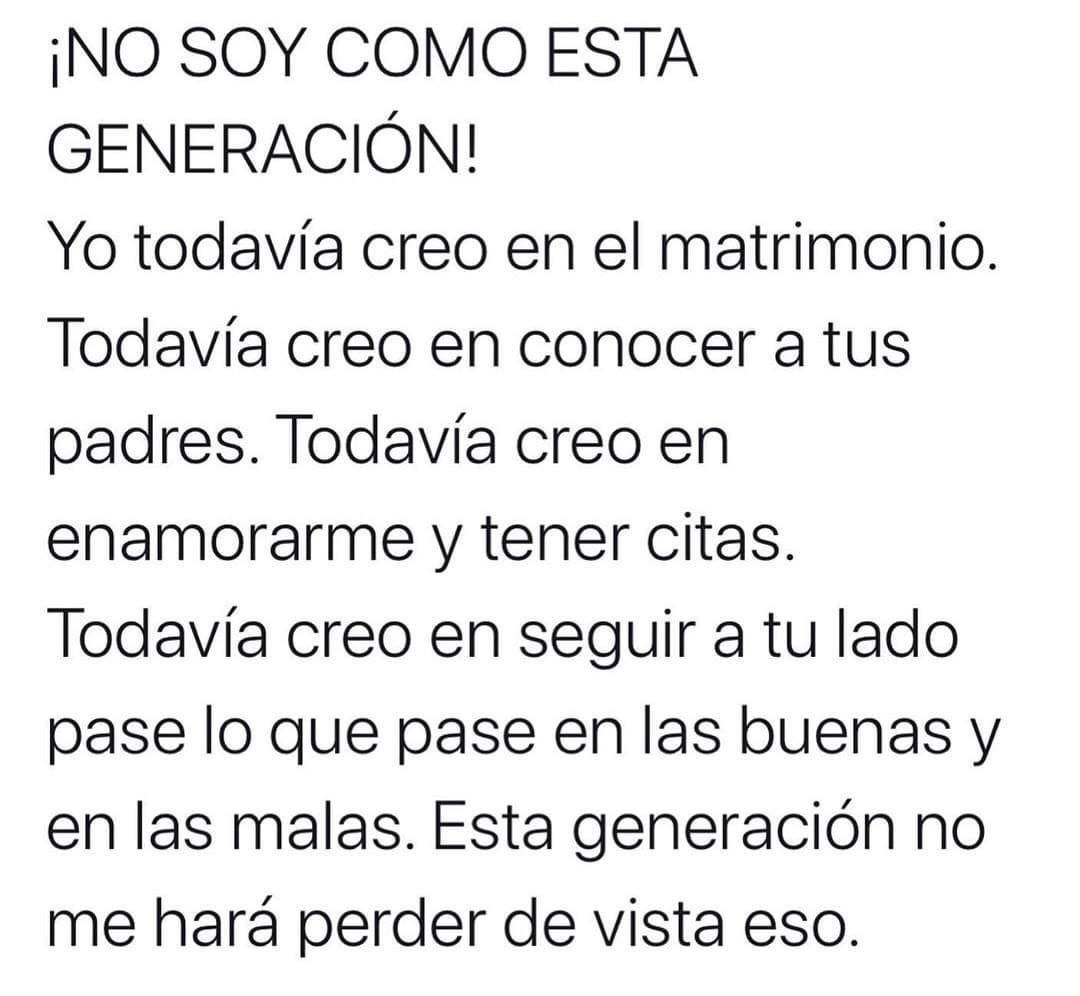 ¡NO SOY COMO ESTA
GENERACIÓN!
Yo todavía creo en el matrimonio.
Todavía creo en conocer a tus
padres. Todavía creo en
enamorarme y tener citas.
Todavía creo en seguir a tu lado
pase lo que pase en las buenas y
en las malas. Esta generación no
me hará perder de vista eso.